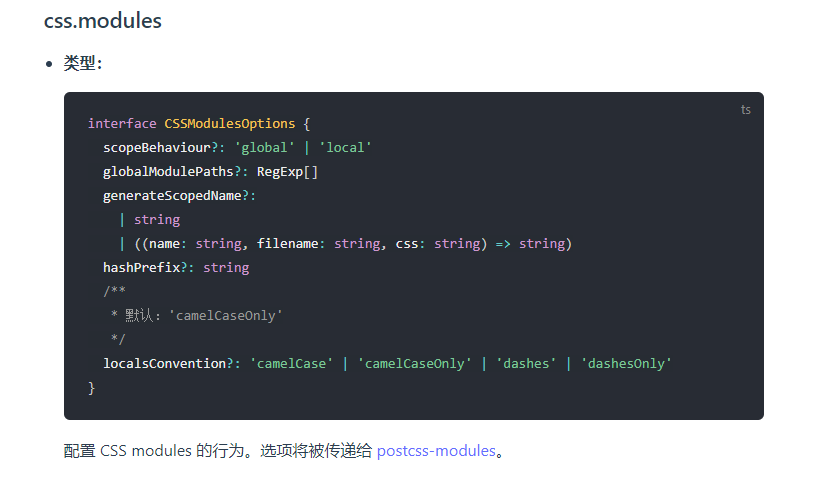 css.modules
类型：
ts
interface CSSModulesOptions {
scopeBehaviour?: 'global' | 'local'
globalModulePaths?: RegExp[]
generateScopedName?:
| string
| ((name: string, filename: string, css: string) => string)
hashPrefix?: string
/**
* 默认：'camelCaseOnly'
*/
localsConvention?: 'camelCase' | 'camelCaseOnly' | 'dashes' | 'dashesOnly'
}
配置 CSS modules 的行为。选项将被传递给 postcss-modules。